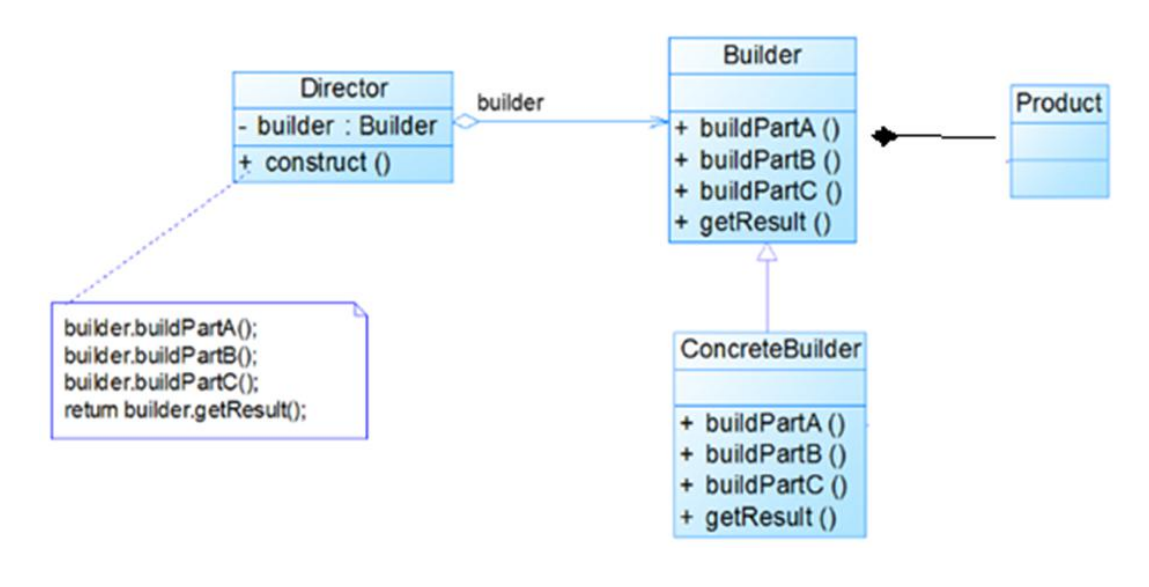 Director
- builder : Builder
+ construct ()
builder
Builder
+ buildPartA ()
+ buildPartB ()
+ buildPartC ()
+ getResult ()
Product
builder.buildPartA();
builder.buildPartB();
builder.buildPartC();
return builder.getResult();
ConcreteBuilder
+ buildPartA ()
+ buildPartB ()
+ buildPartC ()
+ getResult ()